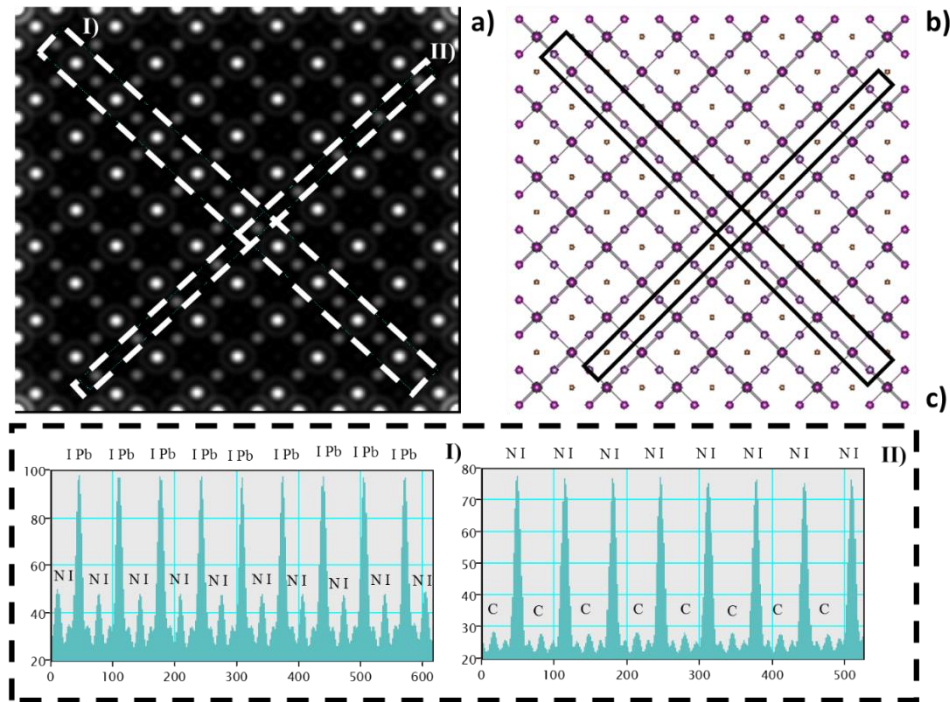 I)
II)
a)
b)
c)
I Pb I Pb I Pb I Pb I Pb I Pb I Pb I Pb I Pb
I)
N I N I N I N I N I N I N I N I N I
100
80
60
40
20
0 100 200 300 400 500 600
N I N I N I N I N I N I N I N I
II)
C C C C C C C C
80
70
60
50
40
30
20
0 100 200 300 400 500